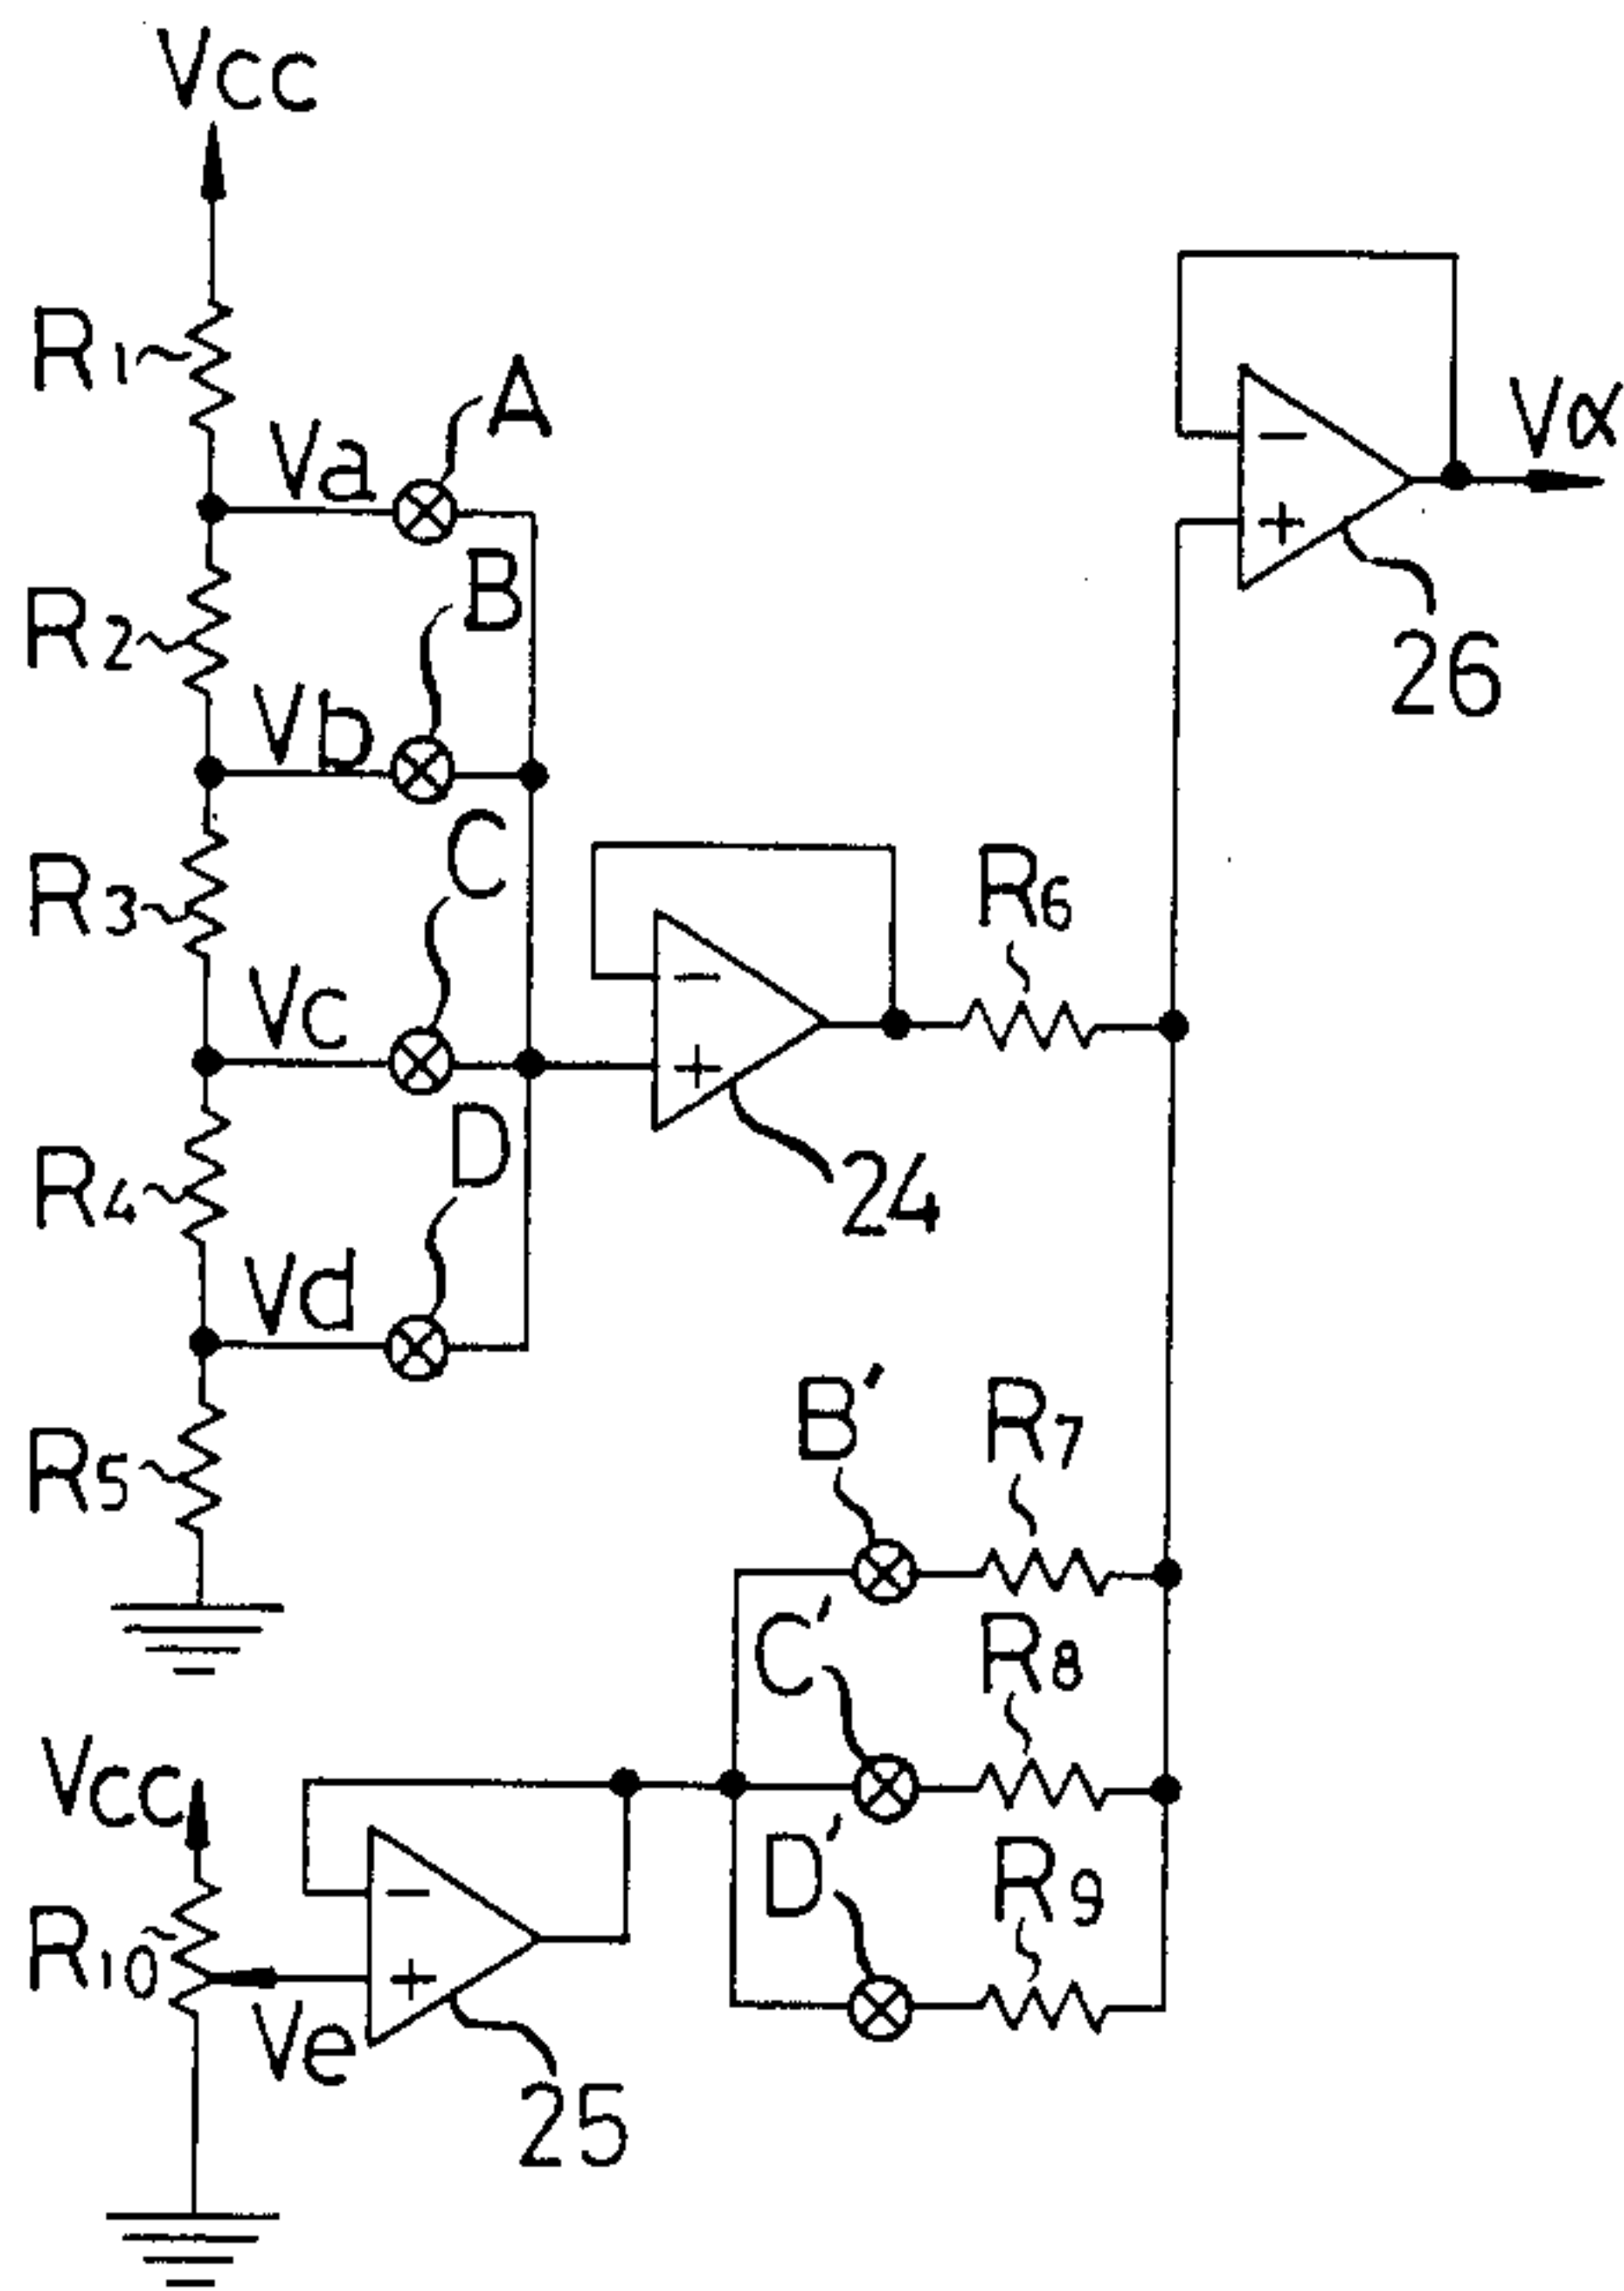 Vcc
R1
Va
A
R2
Vb
B
R3
Vc
C
R4
Vd
D
R5
−
+
24
R6
−
+
26
Vα
B′
R7
C′
R8
D′
R9
Vcc
R10
Ve
−
+
25